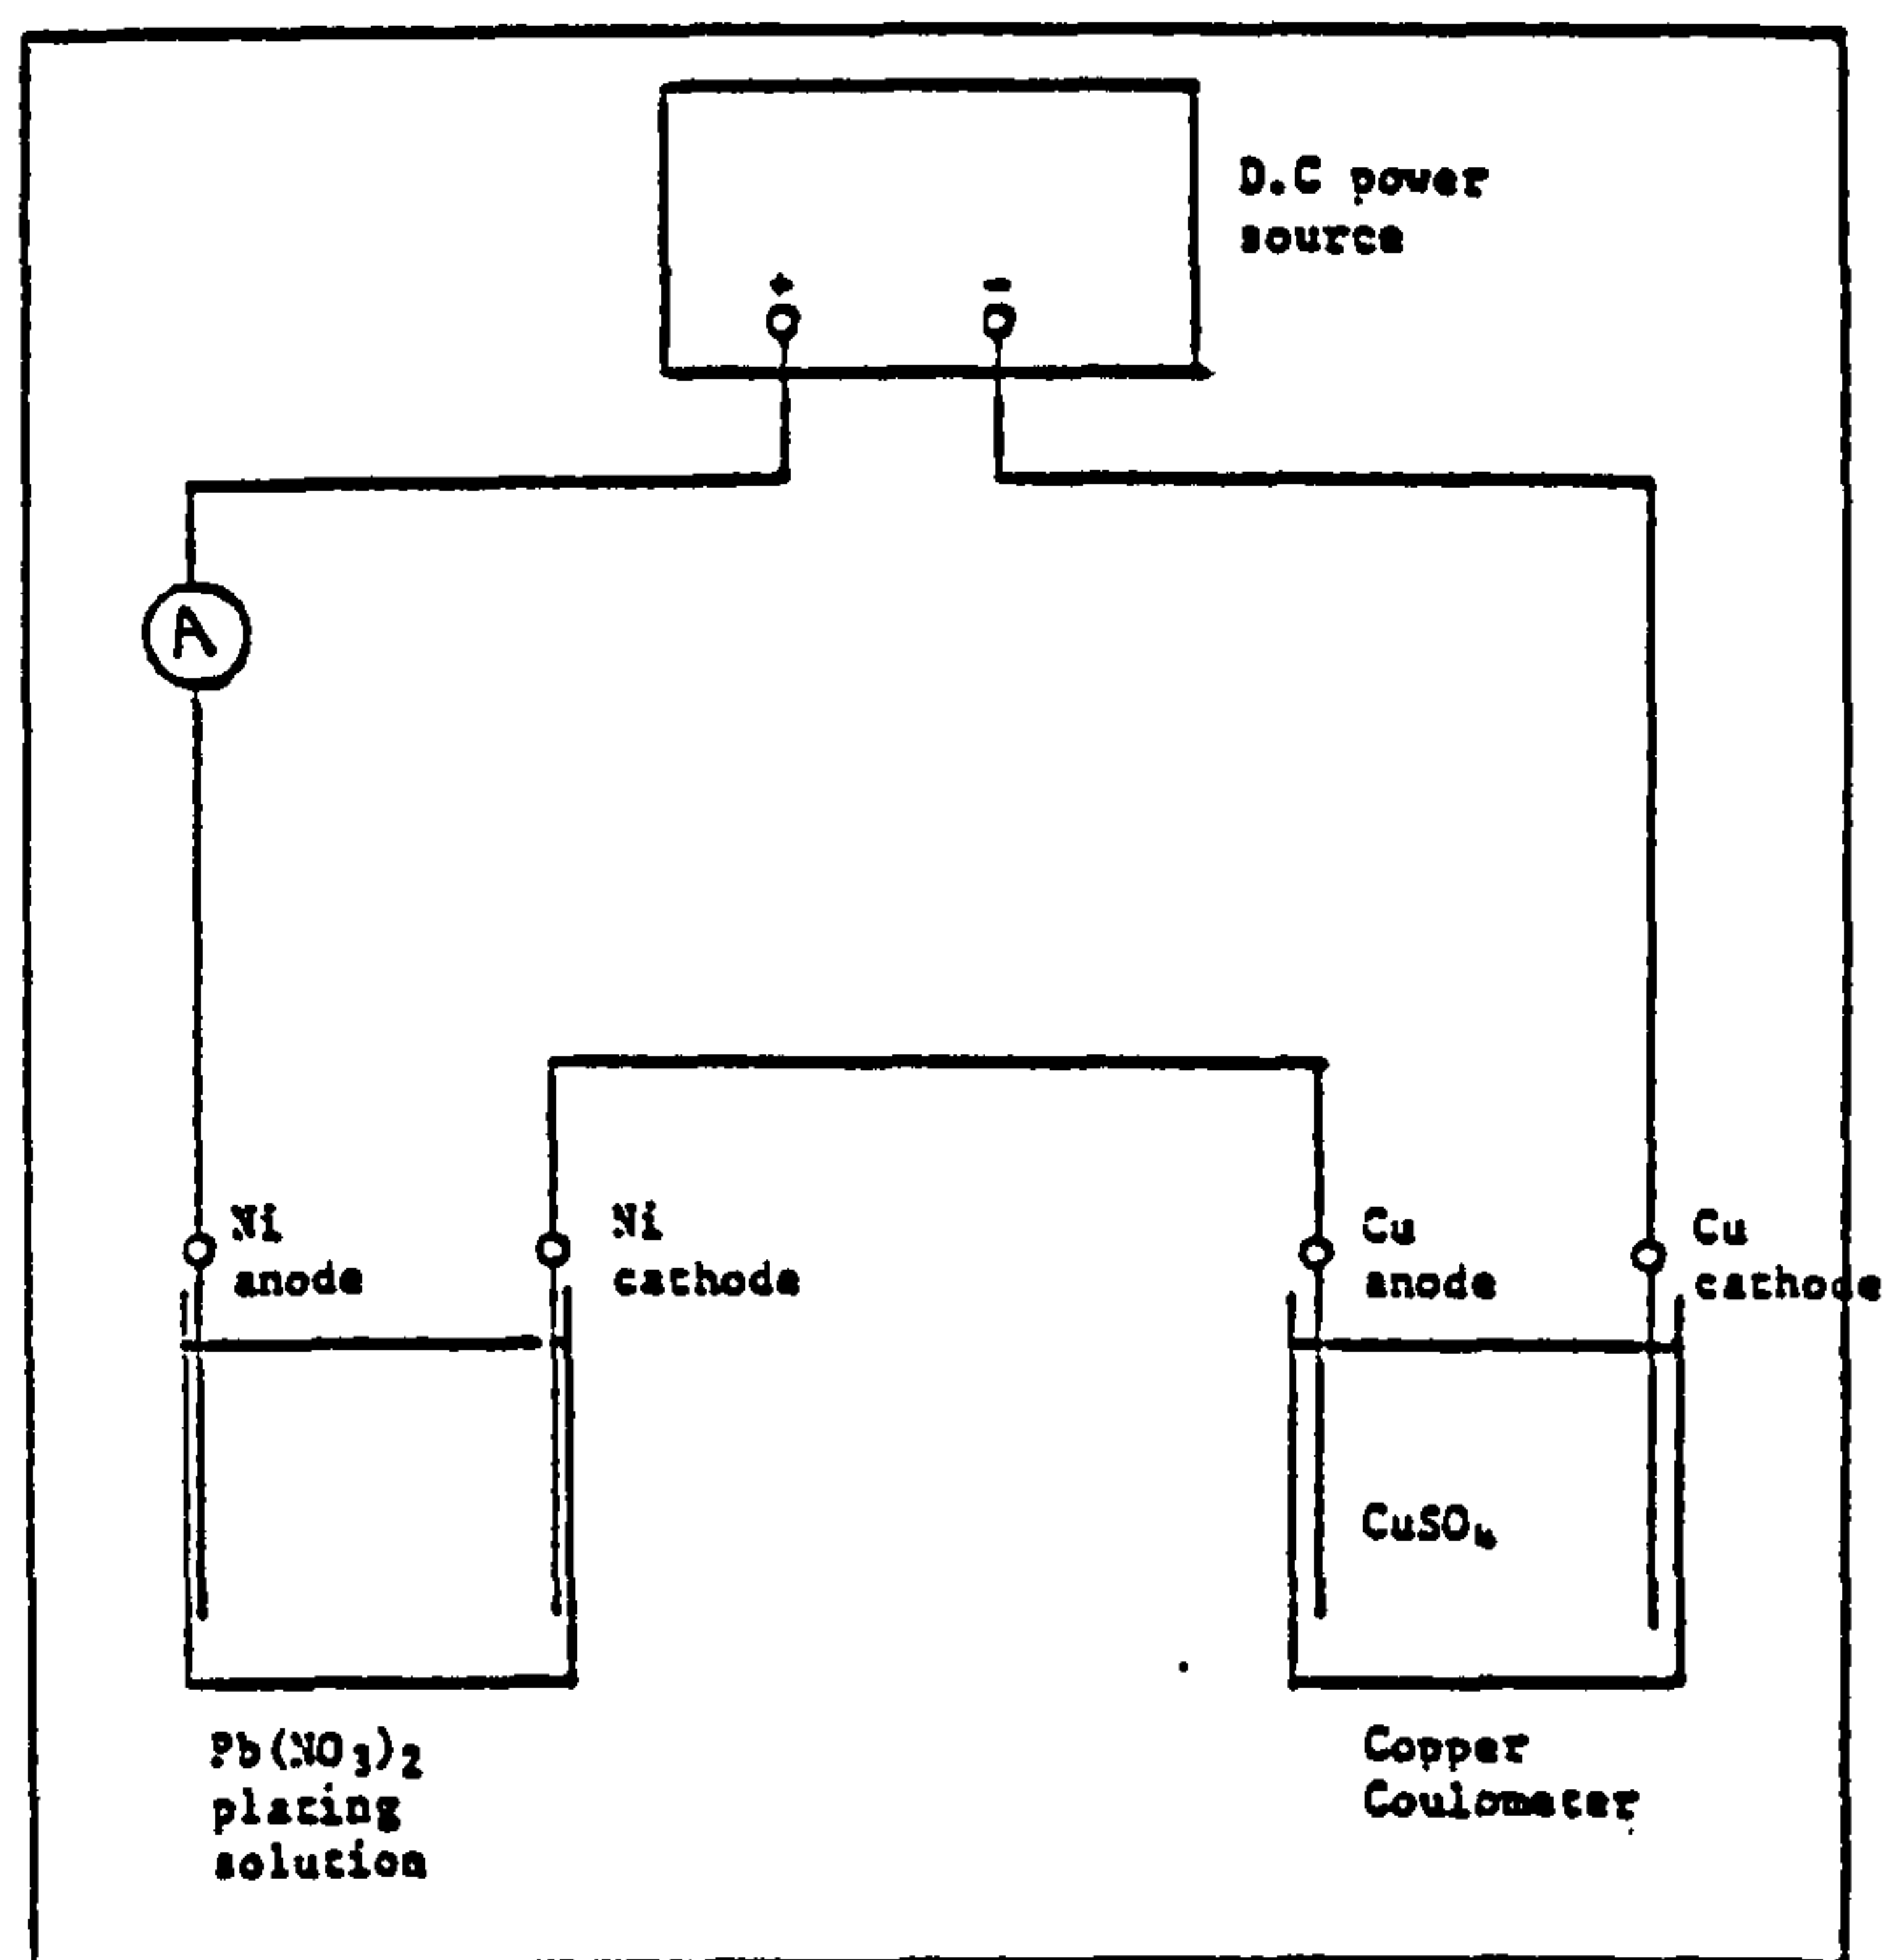 D.C power
source
+ -
A
Ni
anode
Ni
cathode
Cu
anode
Cu
cathode
CuSO₄
Pb(NO₃)₂
plating
solution
Copper
Coulometer